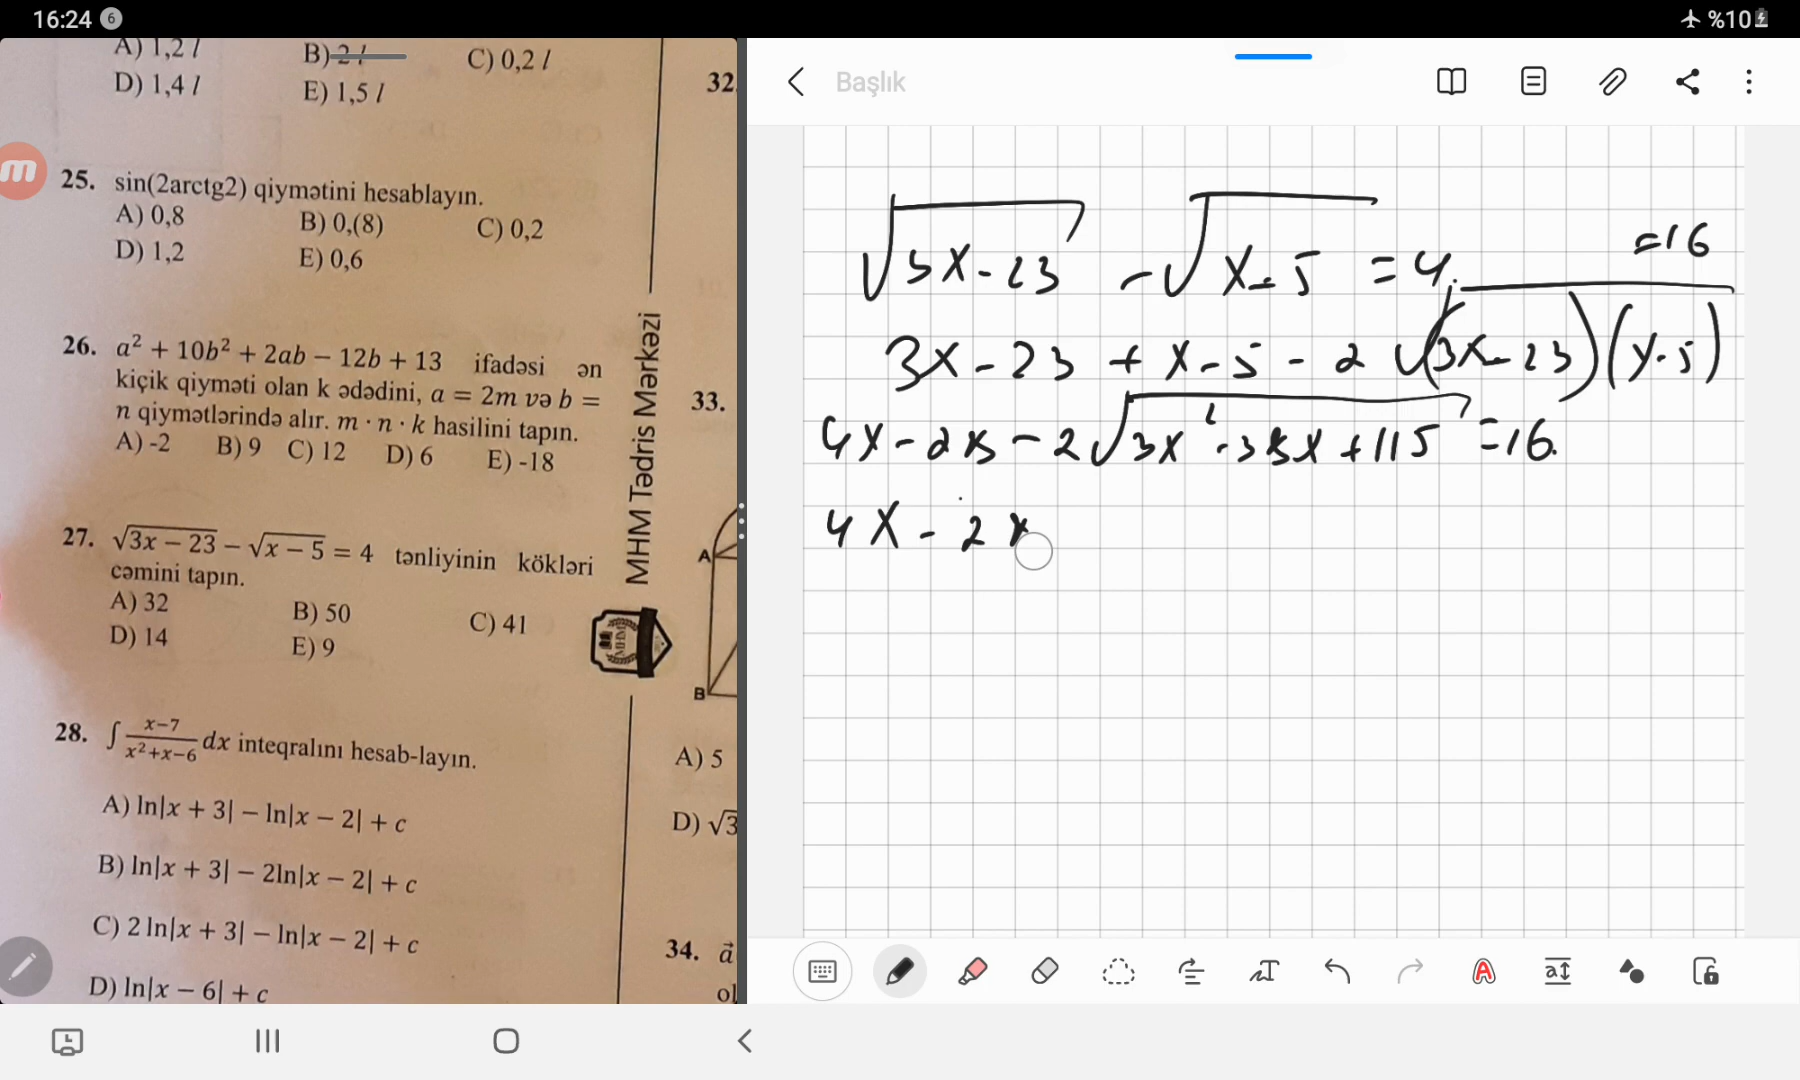 16:24 6 %10
A) 1,2 l B) 2 l C) 0,2 l
D) 1,4 l E) 1,5 l
25. sin(2arctg2) qiymətini hesablayın.
A) 0,8 B) 0,(8) C) 0,2
D) 1,2 E) 0,6
26. a² + 10b² + 2ab − 12b + 13 ifadəsi ən
kiçik qiyməti olan k ədədini, a = 2m və b =
n qiymətlərində alır. m · n · k hasilini tapın.
A) -2 B) 9 C) 12 D) 6 E) -18
27. √3x − 23 − √x − 5 = 4 tənliyinin kökləri
cəmini tapın.
A) 32 B) 50 C) 41
D) 14 E) 9
28. ∫ x−7 / x²+x−6 dx inteqralını hesab-layın.
A) ln|x + 3| − ln|x − 2| + c
B) ln|x + 3| − 2ln|x − 2| + c
C) 2 ln|x + 3| − ln|x − 2| + c
D) ln|x − 6| + c
MHM Tədris Mərkəzi
MHM
32.
33.
A
B
A) 5
D) √3
34. a⃗
ol
Başlık
√3x-23 - √x-5 = 4.
=16
3x - 23 + x - 5 - 2 √(3x-23)(x-5)
4x - 28 - 2√3x²-38x+115 =16.
4x - 2